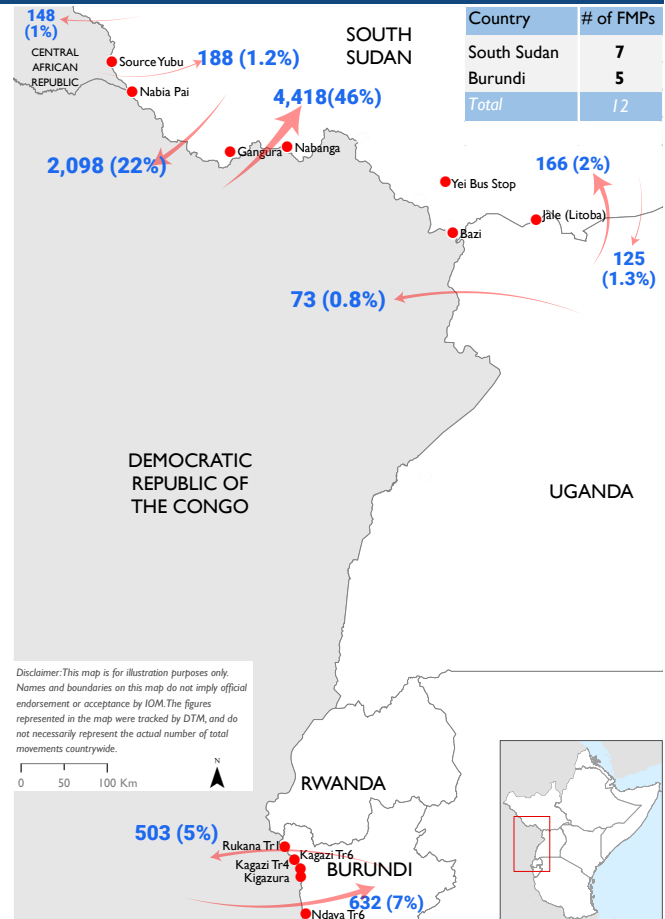 148
(1%)
CENTRAL
AFRICAN
REPUBLIC
Source Yubu
188 (1.2%)
SOUTH
SUDAN
Country # of FMPs
South Sudan 7
Burundi 5
Total 12
Nabia Pai
4,418(46%)
2,098 (22%)
Gangura
Nabanga
166 (2%)
Yei Bus Stop
Jale (Litoba)
Bazi
125
(1.3%)
73 (0.8%)
DEMOCRATIC
REPUBLIC OF
THE CONGO
UGANDA
Disclaimer: This map is for illustration purposes only.
Names and boundaries on this map do not imply official
endorsement or acceptance by IOM. The figures
represented in the map were tracked by DTM, and do
not necessarily represent the actual number of total
movements countrywide.
N
0 50 100 Km
RWANDA
503 (5%)
Rukana Tr1
Kagazi Tr6
Kagazi Tr4
Kigazura
BURUNDI
632 (7%)
Ndava Tr6